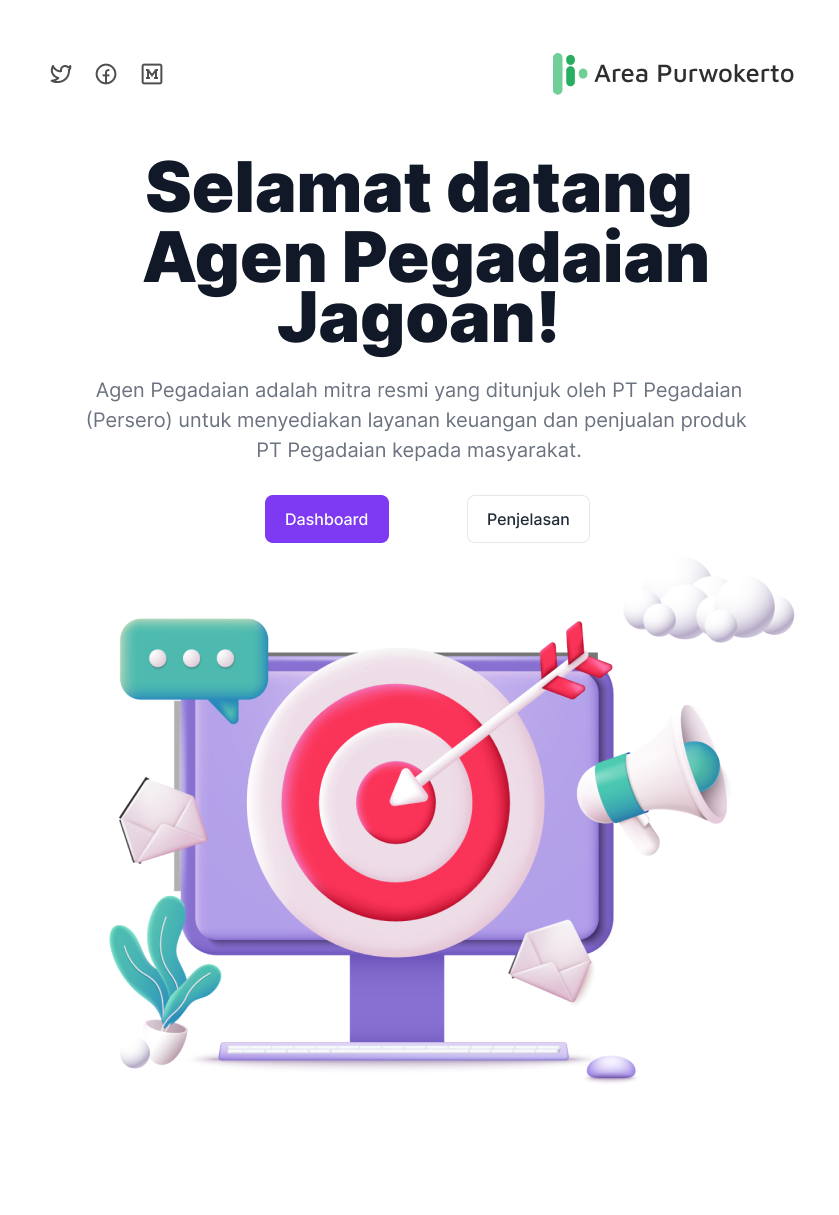 Area Purwokerto
Selamat datang
Agen Pegadaian
Jagoan!
Agen Pegadaian adalah mitra resmi yang ditunjuk oleh PT Pegadaian
(Persero) untuk menyediakan layanan keuangan dan penjualan produk
PT Pegadaian kepada masyarakat.
Dashboard
Penjelasan